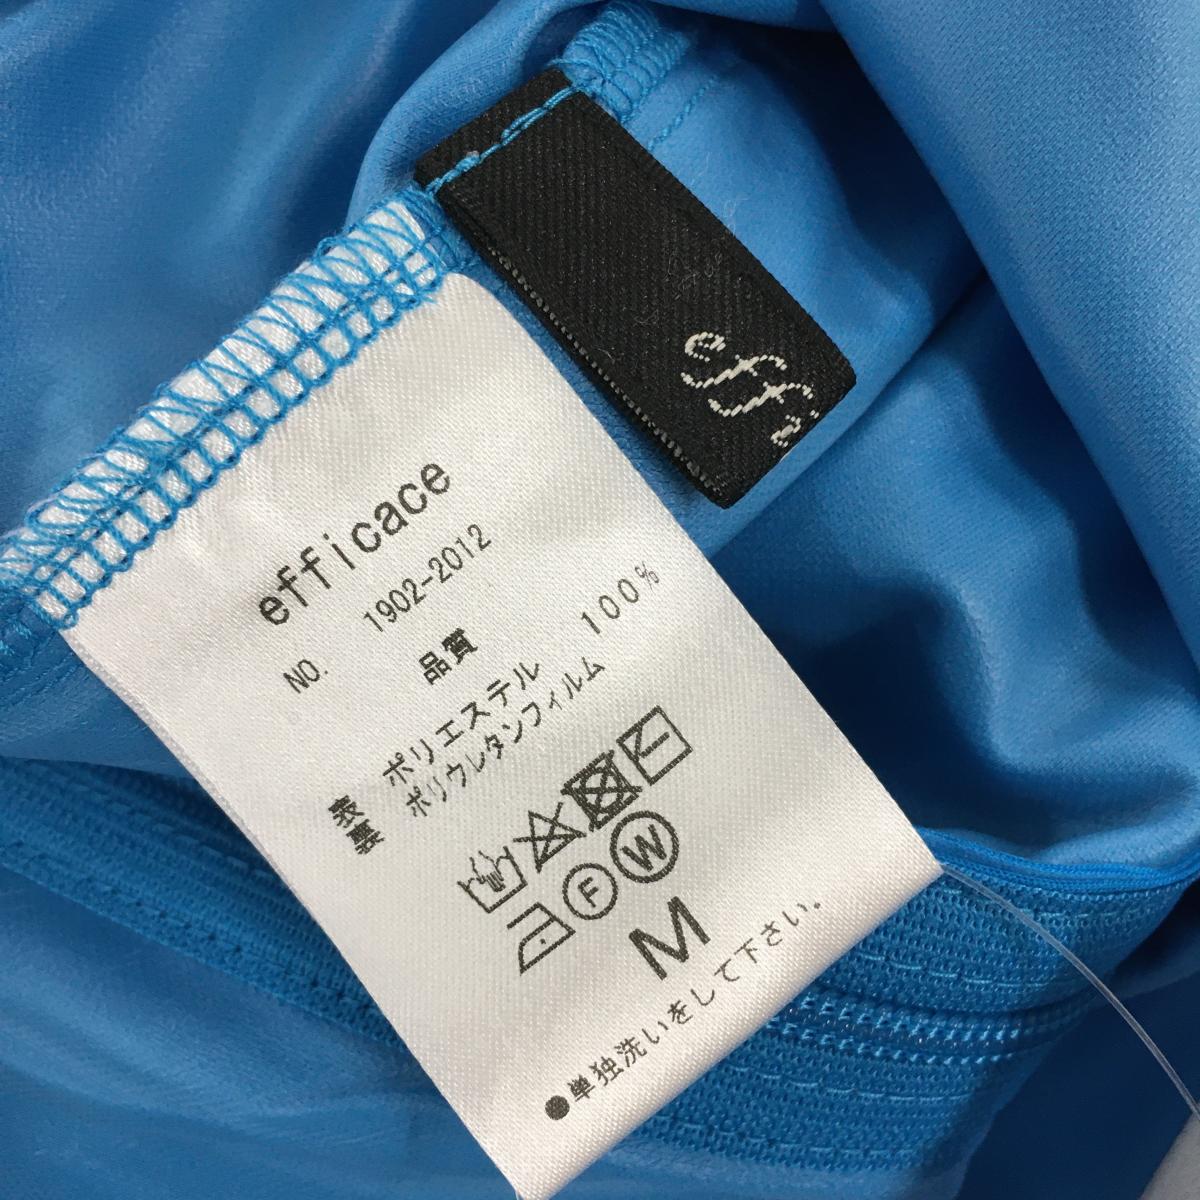 eff
efficace
NO. 1902-2012
品質
表 ポリエステル 100%
裏 ポリウレタンフィルム
F W
M
●単独洗いをして下さい。